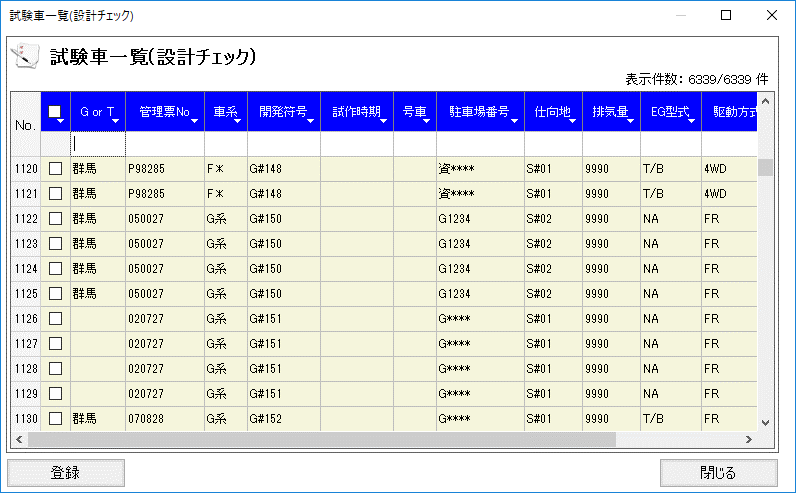 試験車一覧(設計チェック)
試験車一覧(設計チェック)
表示件数: 6339/6339 件
No. G or T 管理票No 車系 開発符号 試作時期 号車 駐車場番号 仕向地 排気量 EG型式 駆動方式
1120 群馬 P98285 F* G#148 資**** S#01 9990 T/B 4WD
1121 群馬 P98285 F* G#148 資**** S#01 9990 T/B 4WD
1122 群馬 050027 G系 G#150 G1234 S#02 9990 NA FR
1123 群馬 050027 G系 G#150 G1234 S#02 9990 NA FR
1124 群馬 050027 G系 G#150 G1234 S#02 9990 NA FR
1125 群馬 050027 G系 G#150 G1234 S#02 9990 NA FR
1126 020727 G系 G#151 G**** S#01 9990 NA FR
1127 020727 G系 G#151 G**** S#01 9990 NA FR
1128 020727 G系 G#151 G**** S#01 9990 NA FR
1129 020727 G系 G#151 G**** S#01 9990 NA FR
1130 群馬 070828 G系 G#152 G**** S#01 9990 T/B FR
登録 閉じる